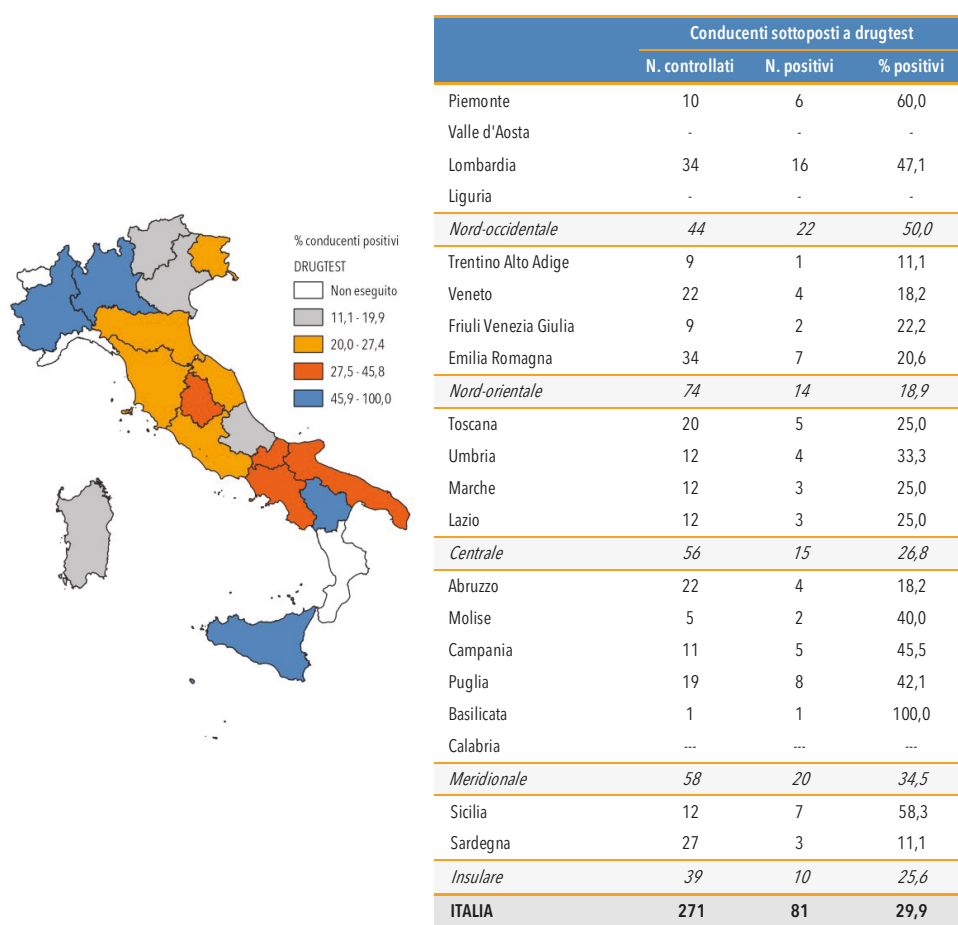 % conducenti positivi
DRUGTEST
Non eseguito
11,1 - 19,9
20,0 - 27,4
27,5 - 45,8
45,9 - 100,0
Conducenti sottoposti a drugtest
N. controllati N. positivi % positivi
Piemonte 10 6 60,0
Valle d'Aosta - - -
Lombardia 34 16 47,1
Liguria - - -
Nord-occidentale 44 22 50,0
Trentino Alto Adige 9 1 11,1
Veneto 22 4 18,2
Friuli Venezia Giulia 9 2 22,2
Emilia Romagna 34 7 20,6
Nord-orientale 74 14 18,9
Toscana 20 5 25,0
Umbria 12 4 33,3
Marche 12 3 25,0
Lazio 12 3 25,0
Centrale 56 15 26,8
Abruzzo 22 4 18,2
Molise 5 2 40,0
Campania 11 5 45,5
Puglia 19 8 42,1
Basilicata 1 1 100,0
Calabria --- --- ---
Meridionale 58 20 34,5
Sicilia 12 7 58,3
Sardegna 27 3 11,1
Insulare 39 10 25,6
ITALIA 271 81 29,9